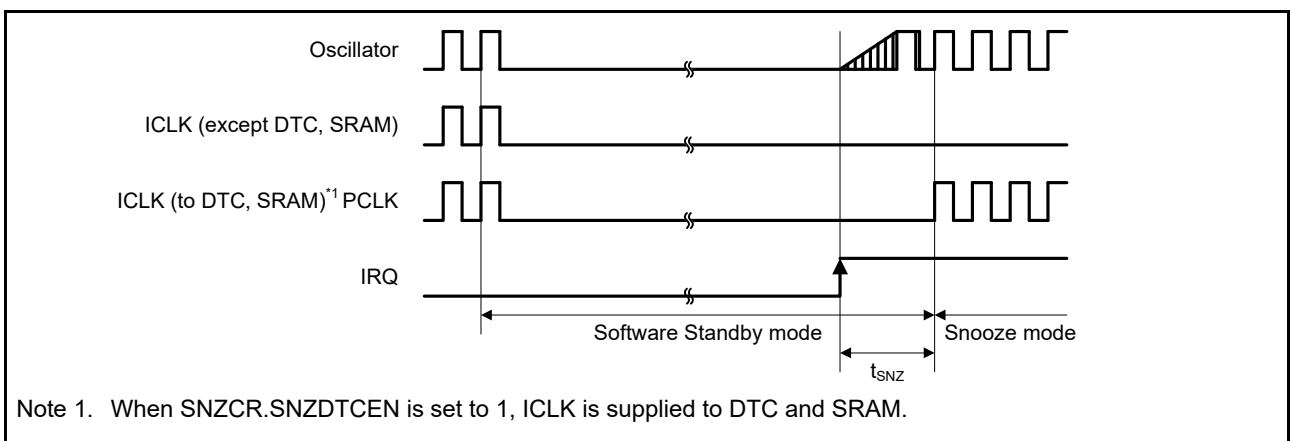 Oscillator
ICLK (except DTC, SRAM)
ICLK (to DTC, SRAM)*1 PCLK
IRQ
Software Standby mode
Snooze mode
tSNZ
Note 1. When SNZCR.SNZDTCEN is set to 1, ICLK is supplied to DTC and SRAM.